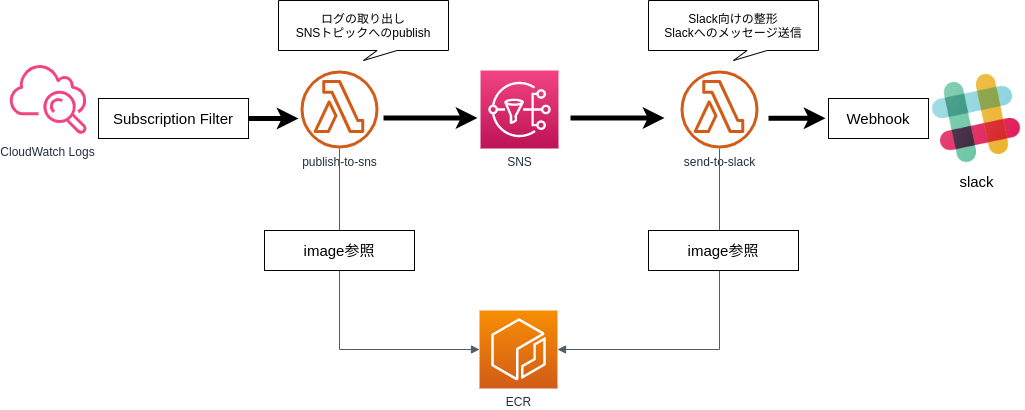 ログの取り出し
SNSトピックへのpublish
Slack向けの整形
Slackへのメッセージ送信
Subscription Filter
Webhook
CloudWatch Logs
publish-to-sns
SNS
send-to-slack
slack
image参照
image参照
ECR